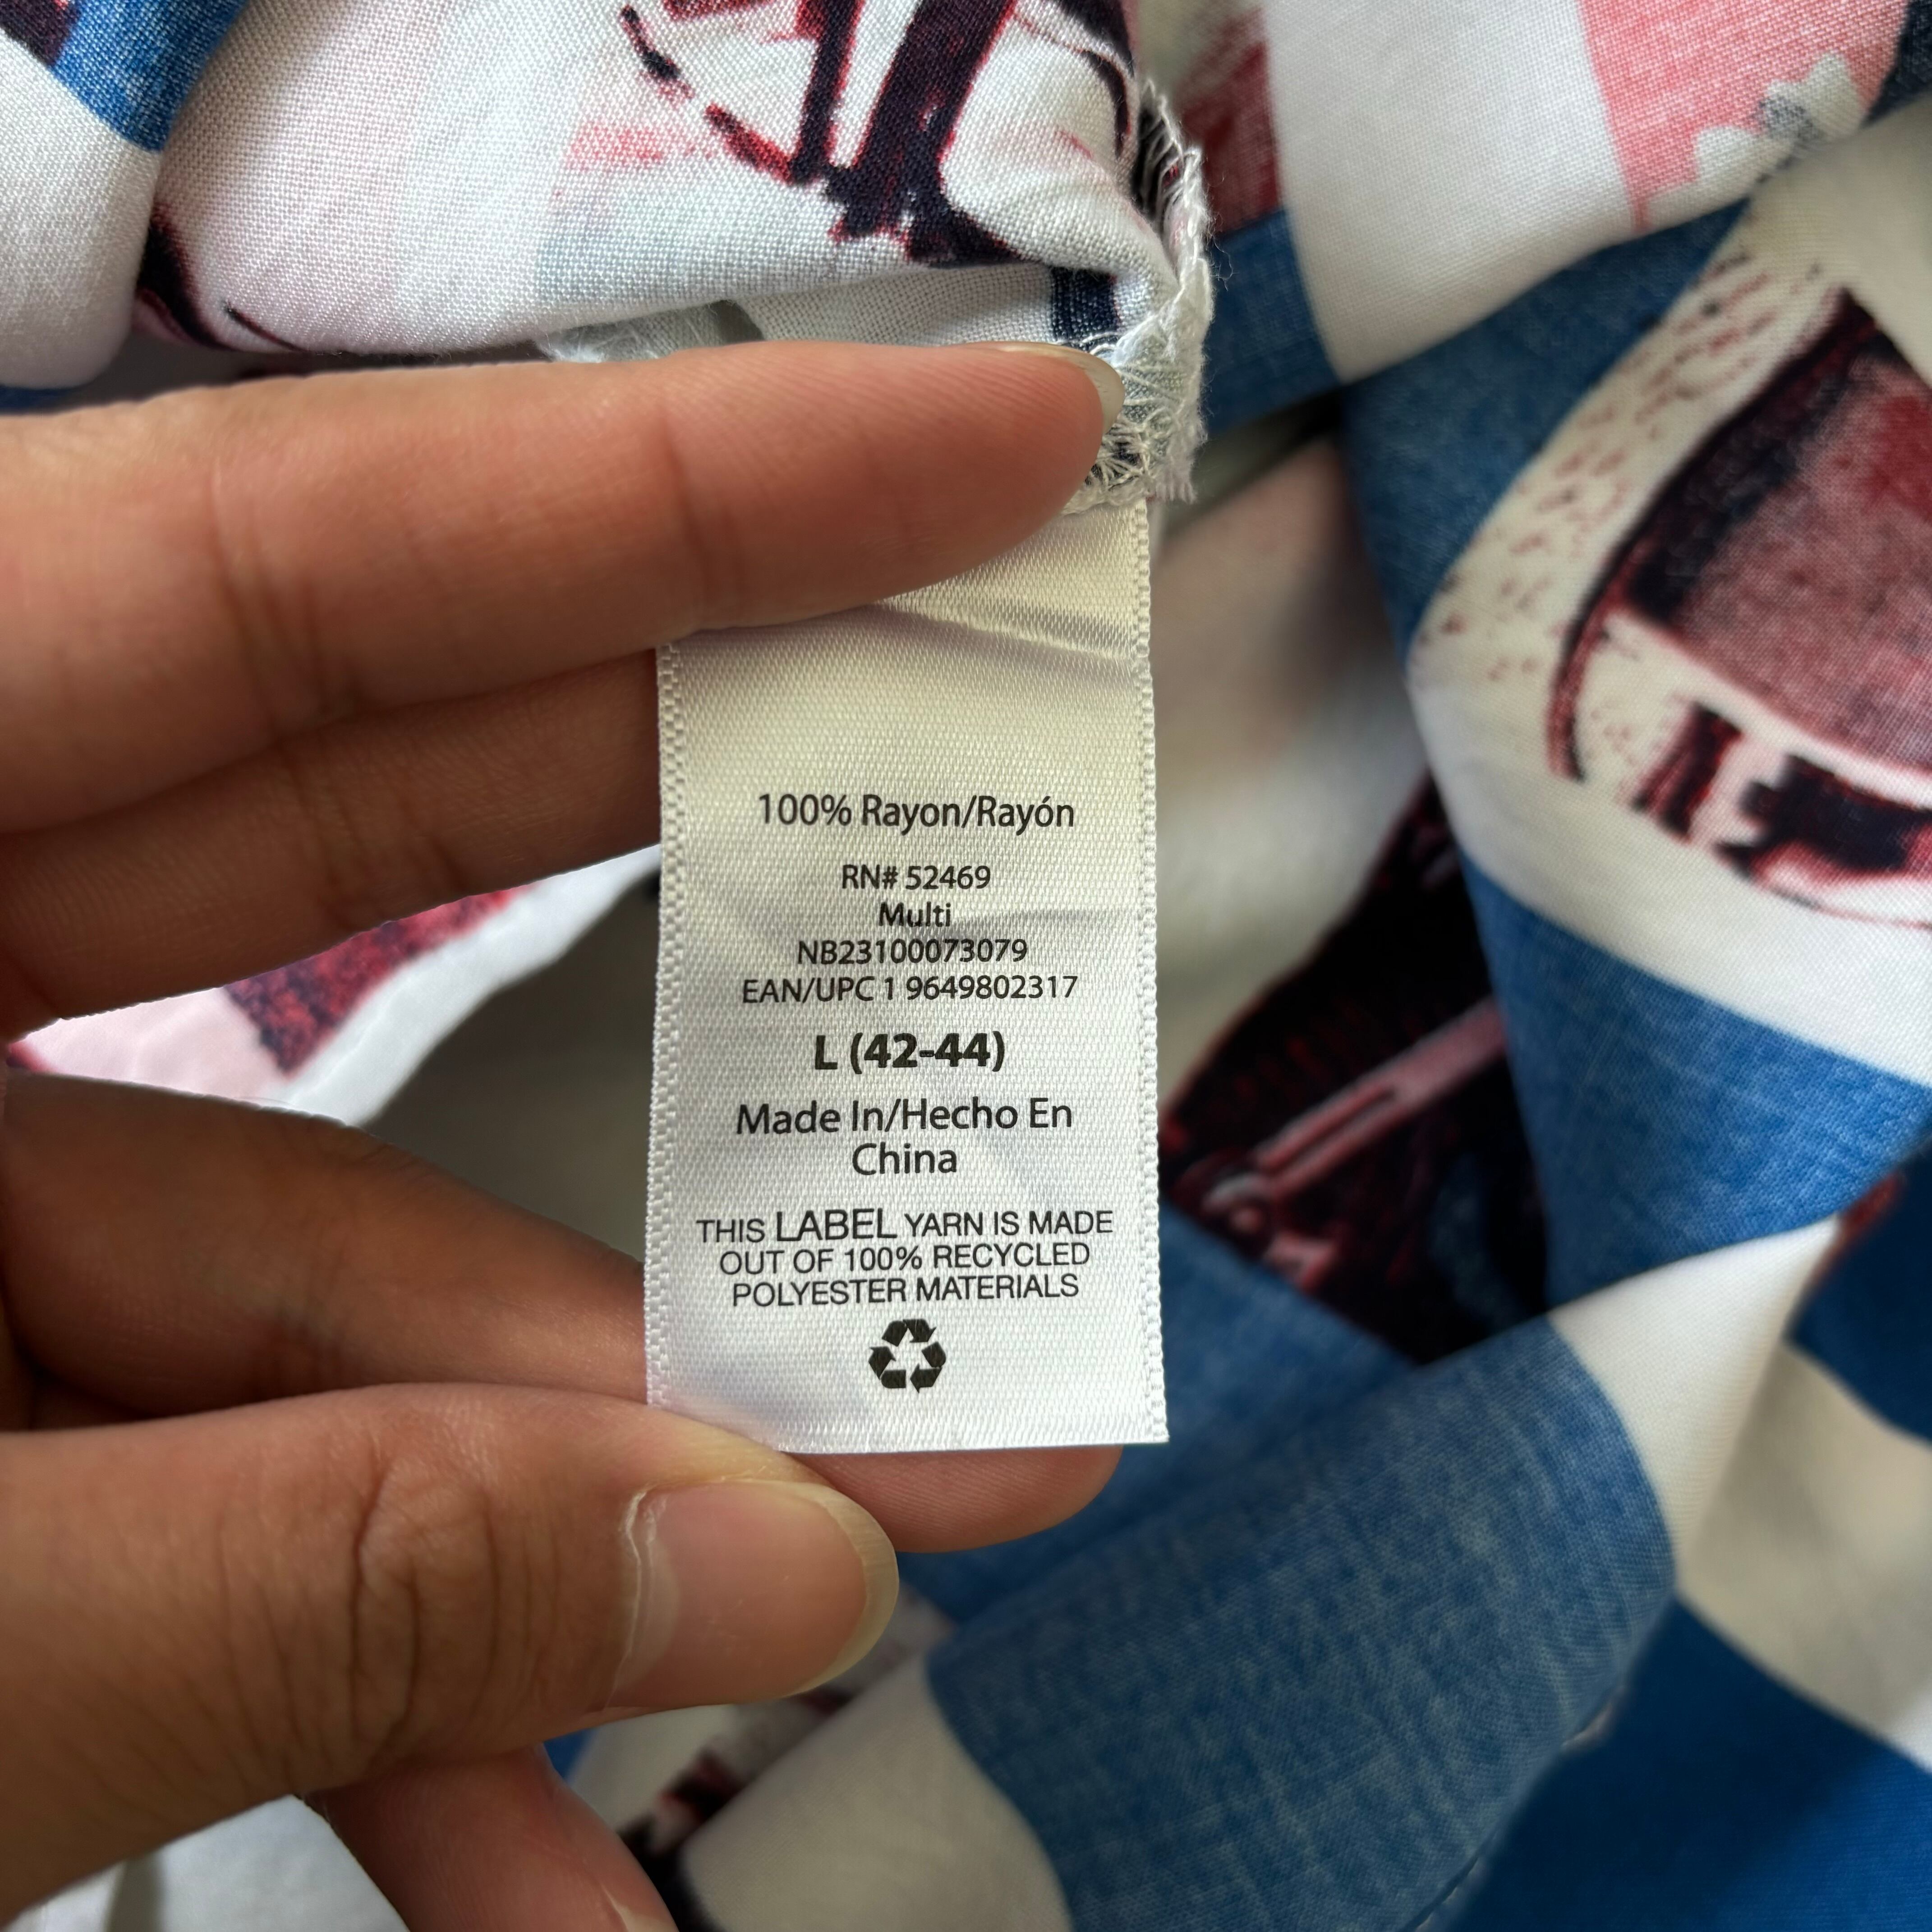 100% Rayon/Rayón
RN# 52469
Multi
NB23100073079
EAN/UPC 1 9649802317
L (42-44)
Made In/Hecho En
China
THIS LABEL YARN IS MADE
OUT OF 100% RECYCLED
POLYESTER MATERIALS